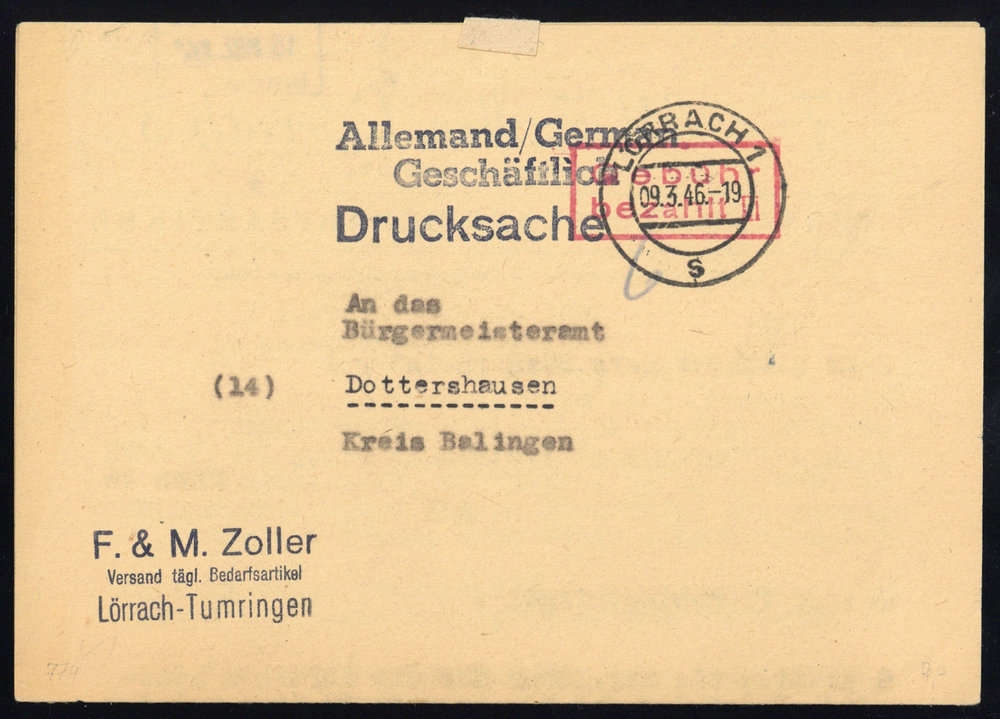 Allemand/German
Geschäftlich
Drucksache
LÖRRACH 1
09.3.46.-19
s
Gebühr
bezahlt
An das
Bürgermeisteramt
(14) Dottershausen
Kreis Balingen
F. & M. Zoller
Versand tägl. Bedarfsartikel
Lörrach-Tumringen